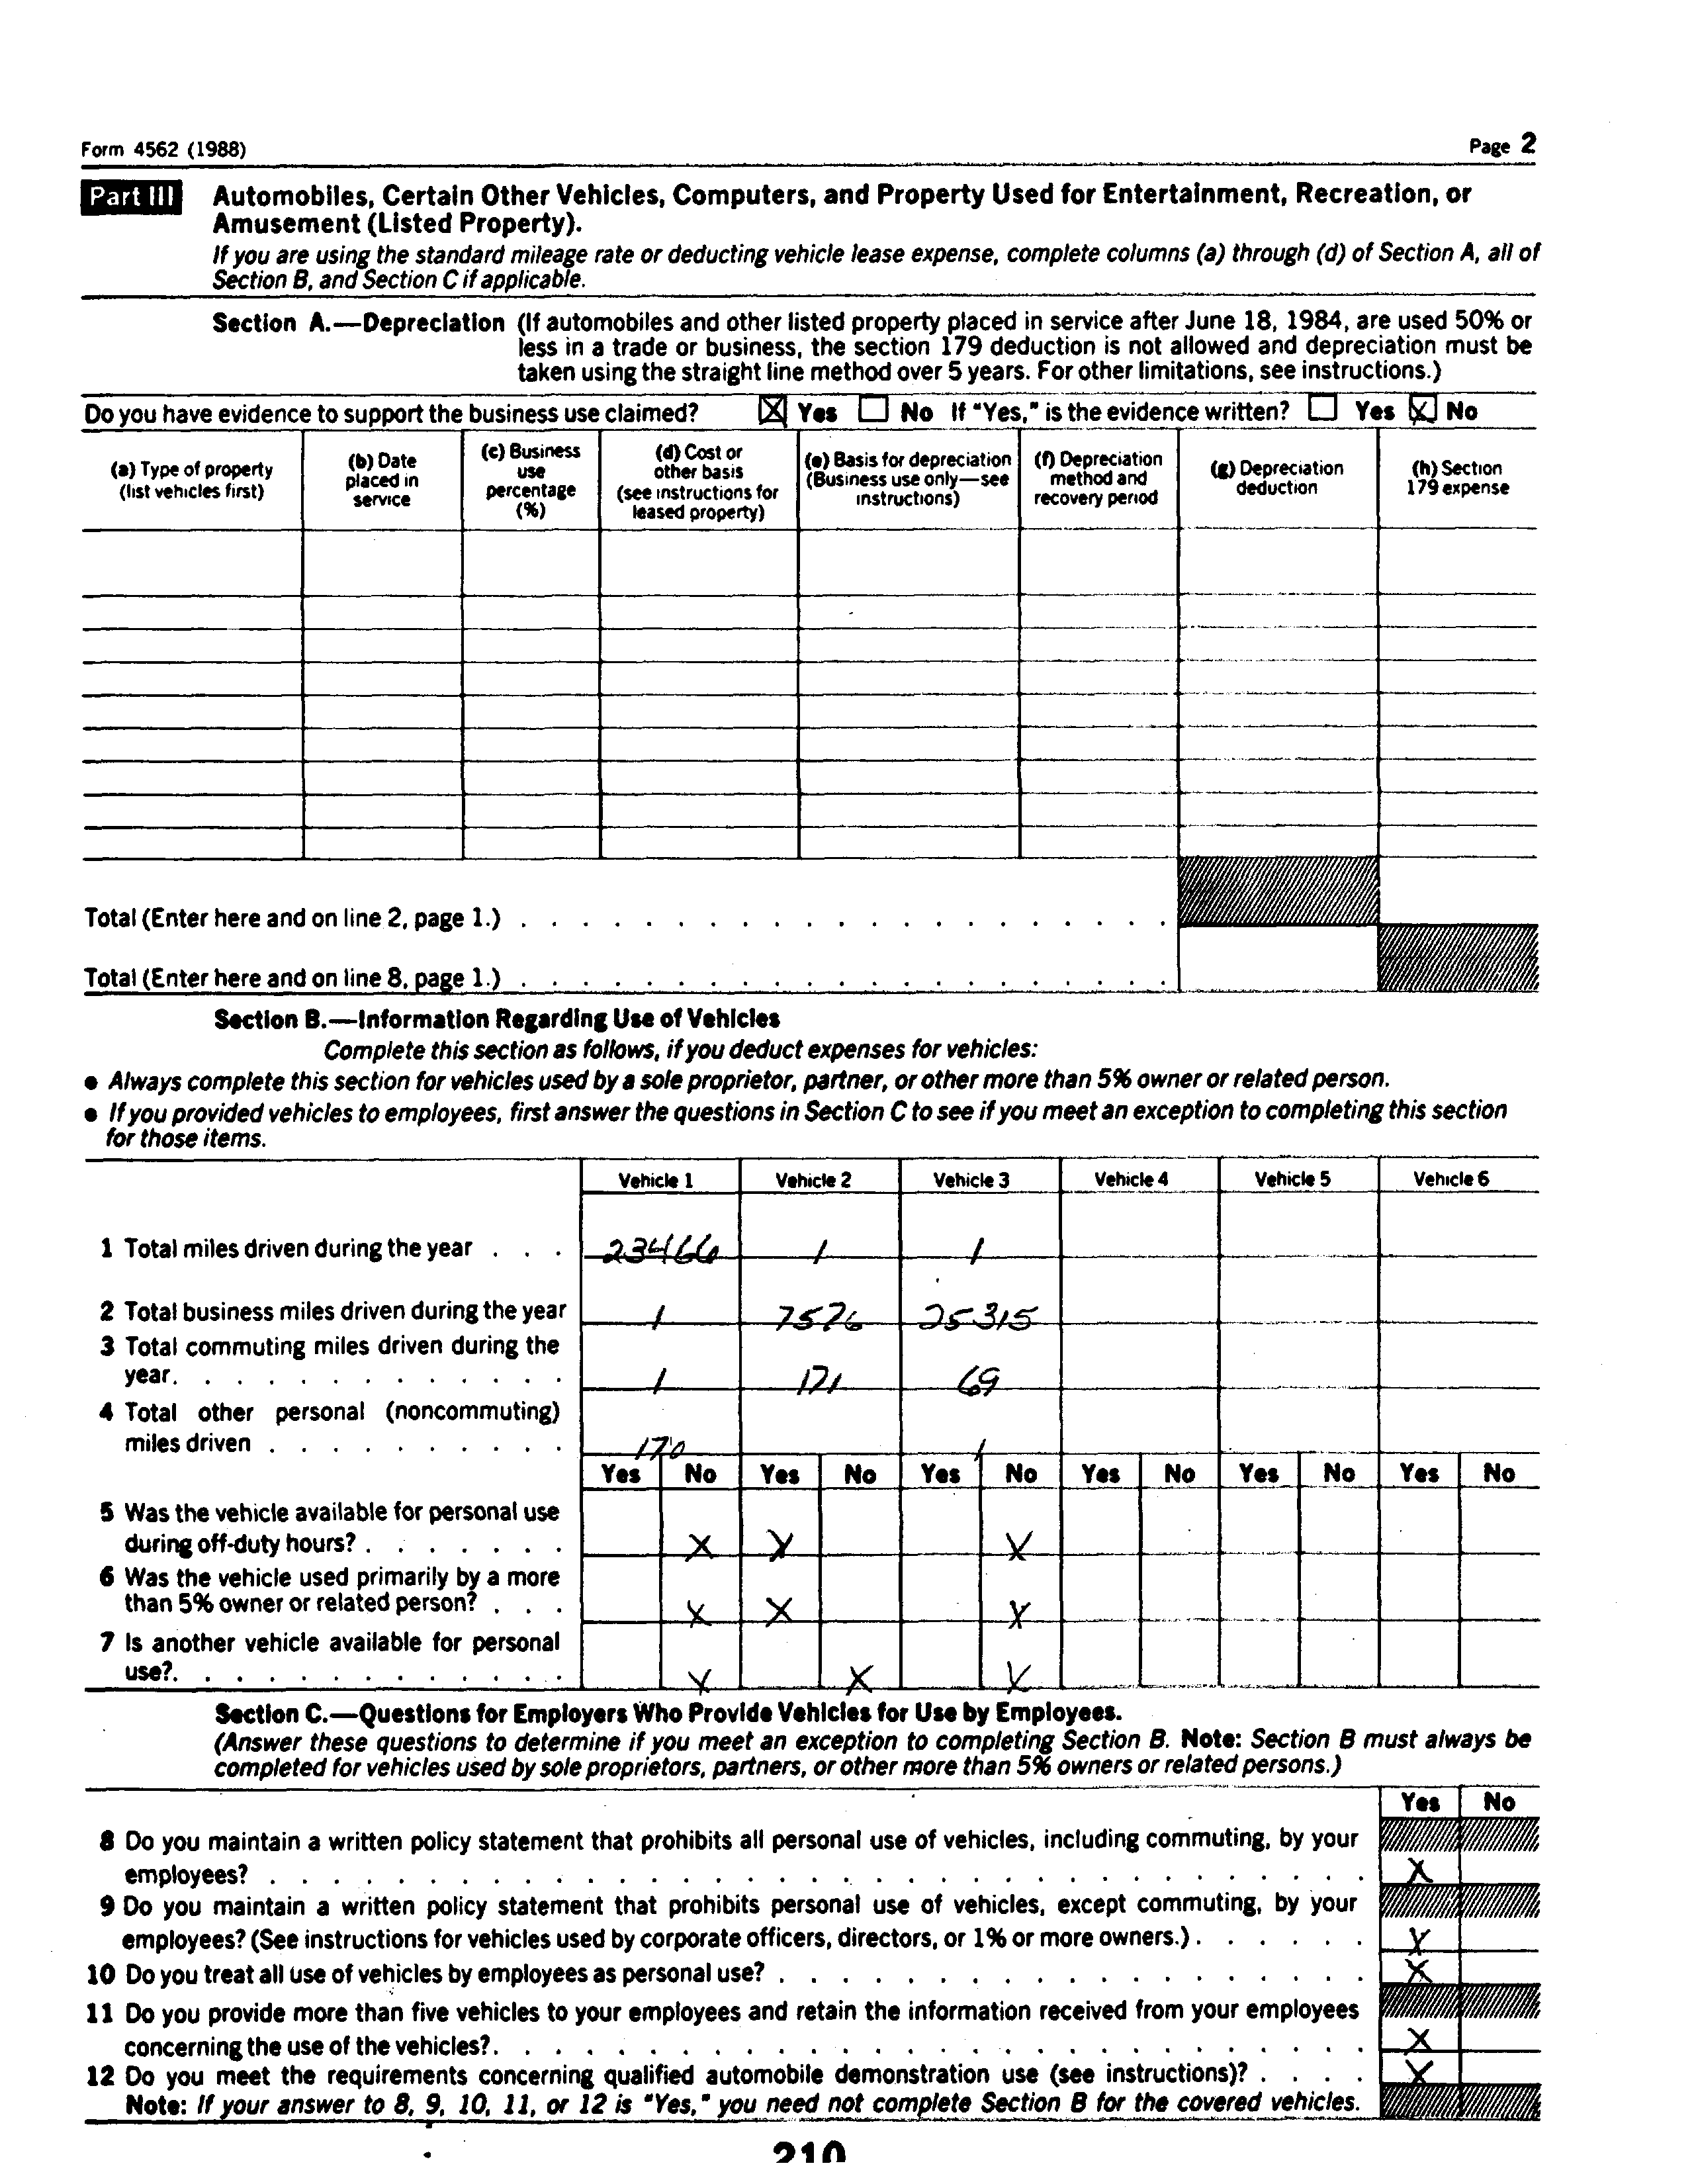 Form 4562 (1988)
Page 2
Part III Automobiles, Certain Other Vehicles, Computers, and Property Used for Entertainment, Recreation, or
Amusement (Listed Property).
If you are using the standard mileage rate or deducting vehicle lease expense, complete columns (a) through (d) of Section A, all of
Section B, and Section C if applicable.
Section A.—Depreciation (If automobiles and other listed property placed in service after June 18, 1984, are used 50% or
less in a trade or business, the section 179 deduction is not allowed and depreciation must be
taken using the straight line method over 5 years. For other limitations, see instructions.)
Do you have evidence to support the business use claimed? X Yes No If "Yes," is the evidence written? Yes X No
(a) Type of property
(list vehicles first)
(b) Date
placed in
service
(c) Business
use
percentage
(%)
(d) Cost or
other basis
(see instructions for
leased property)
(e) Basis for depreciation
(Business use only—see
instructions)
(f) Depreciation
method and
recovery period
(g) Depreciation
deduction
(h) Section
179 expense
Total (Enter here and on line 2, page 1.)
Total (Enter here and on line 8, page 1.)
Section B.—Information Regarding Use of Vehicles
Complete this section as follows, if you deduct expenses for vehicles:
● Always complete this section for vehicles used by a sole proprietor, partner, or other more than 5% owner or related person.
● If you provided vehicles to employees, first answer the questions in Section C to see if you meet an exception to completing this section
for those items.
Vehicle 1 Vehicle 2 Vehicle 3 Vehicle 4 Vehicle 5 Vehicle 6
1 Total miles driven during the year . . . 23466 1 1
2 Total business miles driven during the year 1 7576 25315
3 Total commuting miles driven during the
year. 1 171 69
4 Total other personal (noncommuting)
miles driven 170 1
Yes No Yes No Yes No Yes No Yes No Yes No
5 Was the vehicle available for personal use
during off-duty hours? X X X
6 Was the vehicle used primarily by a more
than 5% owner or related person? X X X
7 Is another vehicle available for personal
use? X X X
Section C.—Questions for Employers Who Provide Vehicles for Use by Employees.
(Answer these questions to determine if you meet an exception to completing Section B. Note: Section B must always be
completed for vehicles used by sole proprietors, partners, or other more than 5% owners or related persons.)
Yes No
8 Do you maintain a written policy statement that prohibits all personal use of vehicles, including commuting, by your
employees? X
9 Do you maintain a written policy statement that prohibits personal use of vehicles, except commuting, by your
employees? (See instructions for vehicles used by corporate officers, directors, or 1% or more owners.) X
10 Do you treat all use of vehicles by employees as personal use? X
11 Do you provide more than five vehicles to your employees and retain the information received from your employees
concerning the use of the vehicles? X
12 Do you meet the requirements concerning qualified automobile demonstration use (see instructions)? X
Note: If your answer to 8, 9, 10, 11, or 12 is "Yes," you need not complete Section B for the covered vehicles.
210